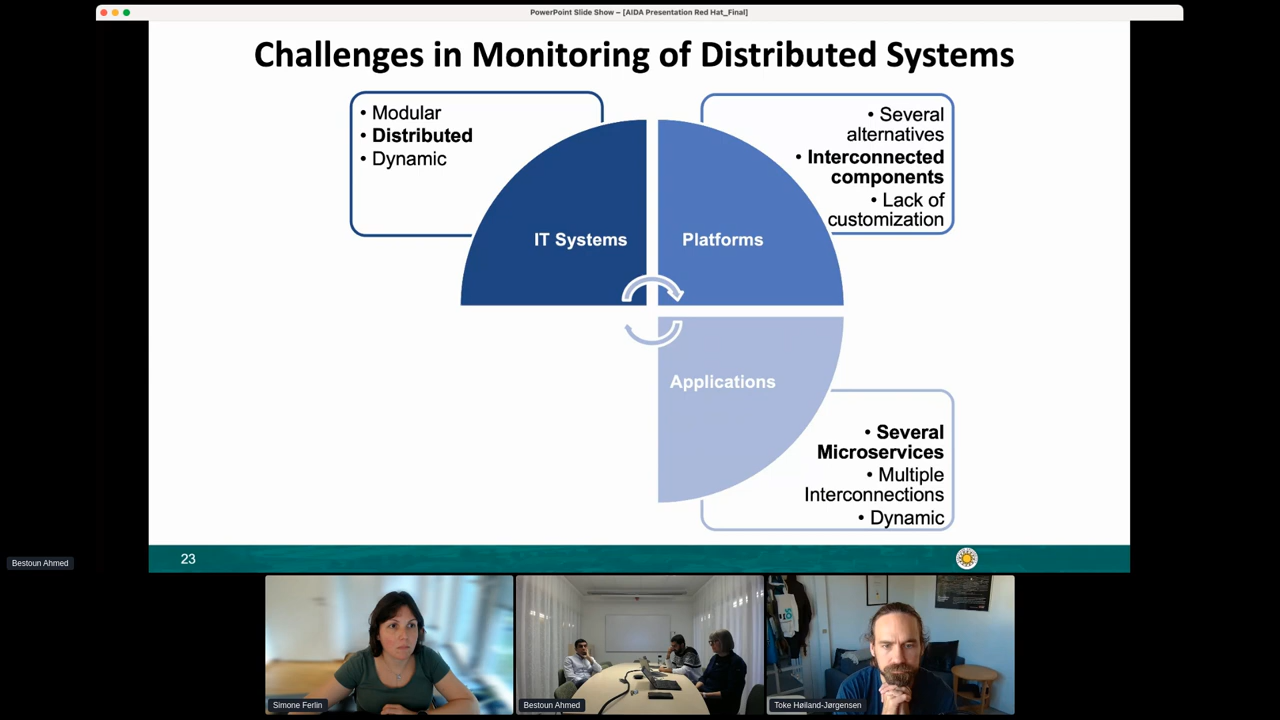 PowerPoint Slide Show – [AIDA Presentation Red Hat_Final]
Challenges in Monitoring of Distributed Systems
• Modular
• Distributed
• Dynamic
• Several
alternatives
• Interconnected
components
• Lack of
customization
IT Systems
Platforms
Applications
• Several
Microservices
• Multiple
Interconnections
• Dynamic
23
Bestoun Ahmed
Simone Ferlin
Bestoun Ahmed
Toke Høiland-Jørgensen